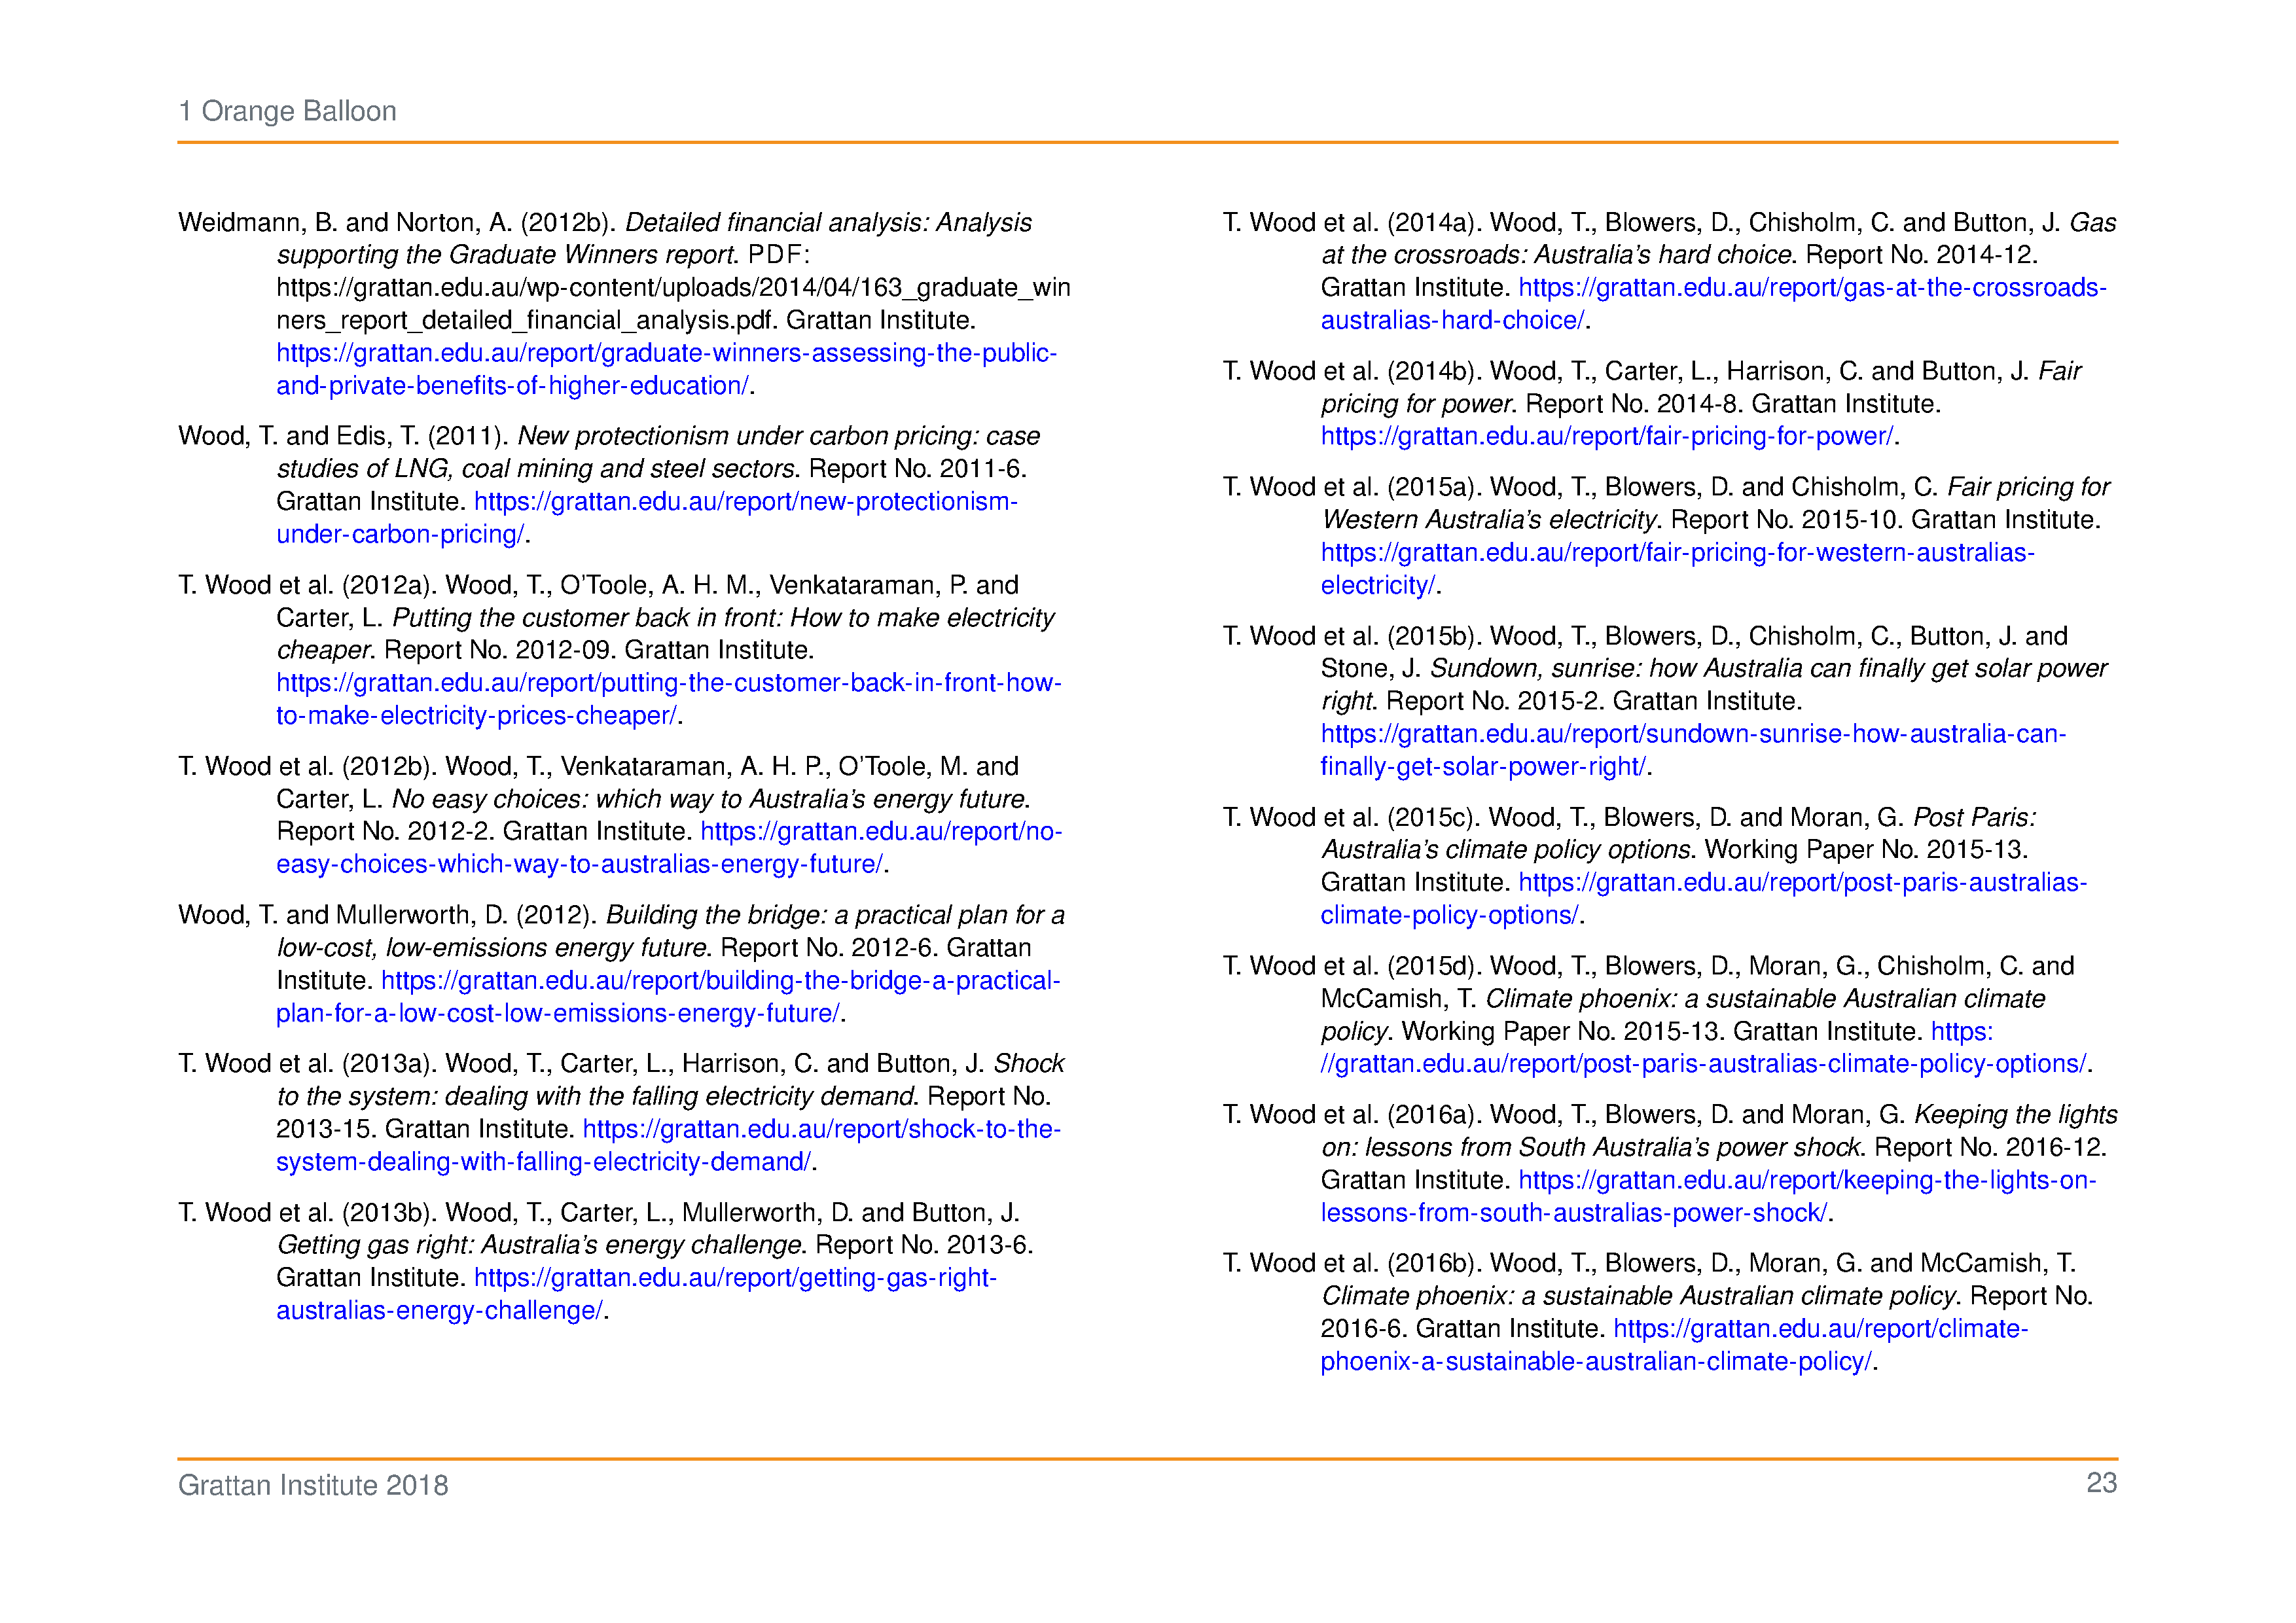 1 Orange Balloon
Weidmann, B. and Norton, A. (2012b). Detailed financial analysis: Analysis
supporting the Graduate Winners report. PDF:
https://grattan.edu.au/wp-content/uploads/2014/04/163_graduate_win
ners_report_detailed_financial_analysis.pdf. Grattan Institute.
https://grattan.edu.au/report/graduate-winners-assessing-the-public-
and-private-benefits-of-higher-education/.
Wood, T. and Edis, T. (2011). New protectionism under carbon pricing: case
studies of LNG, coal mining and steel sectors. Report No. 2011-6.
Grattan Institute. https://grattan.edu.au/report/new-protectionism-
under-carbon-pricing/.
T. Wood et al. (2012a). Wood, T., O'Toole, A. H. M., Venkataraman, P. and
Carter, L. Putting the customer back in front: How to make electricity
cheaper. Report No. 2012-09. Grattan Institute.
https://grattan.edu.au/report/putting-the-customer-back-in-front-how-
to-make-electricity-prices-cheaper/.
T. Wood et al. (2012b). Wood, T., Venkataraman, A. H. P., O'Toole, M. and
Carter, L. No easy choices: which way to Australia's energy future.
Report No. 2012-2. Grattan Institute. https://grattan.edu.au/report/no-
easy-choices-which-way-to-australias-energy-future/.
Wood, T. and Mullerworth, D. (2012). Building the bridge: a practical plan for a
low-cost, low-emissions energy future. Report No. 2012-6. Grattan
Institute. https://grattan.edu.au/report/building-the-bridge-a-practical-
plan-for-a-low-cost-low-emissions-energy-future/.
T. Wood et al. (2013a). Wood, T., Carter, L., Harrison, C. and Button, J. Shock
to the system: dealing with the falling electricity demand. Report No.
2013-15. Grattan Institute. https://grattan.edu.au/report/shock-to-the-
system-dealing-with-falling-electricity-demand/.
T. Wood et al. (2013b). Wood, T., Carter, L., Mullerworth, D. and Button, J.
Getting gas right: Australia's energy challenge. Report No. 2013-6.
Grattan Institute. https://grattan.edu.au/report/getting-gas-right-
australias-energy-challenge/.
T. Wood et al. (2014a). Wood, T., Blowers, D., Chisholm, C. and Button, J. Gas
at the crossroads: Australia's hard choice. Report No. 2014-12.
Grattan Institute. https://grattan.edu.au/report/gas-at-the-crossroads-
australias-hard-choice/.
T. Wood et al. (2014b). Wood, T., Carter, L., Harrison, C. and Button, J. Fair
pricing for power. Report No. 2014-8. Grattan Institute.
https://grattan.edu.au/report/fair-pricing-for-power/.
T. Wood et al. (2015a). Wood, T., Blowers, D. and Chisholm, C. Fair pricing for
Western Australia's electricity. Report No. 2015-10. Grattan Institute.
https://grattan.edu.au/report/fair-pricing-for-western-australias-
electricity/.
T. Wood et al. (2015b). Wood, T., Blowers, D., Chisholm, C., Button, J. and
Stone, J. Sundown, sunrise: how Australia can finally get solar power
right. Report No. 2015-2. Grattan Institute.
https://grattan.edu.au/report/sundown-sunrise-how-australia-can-
finally-get-solar-power-right/.
T. Wood et al. (2015c). Wood, T., Blowers, D. and Moran, G. Post Paris:
Australia's climate policy options. Working Paper No. 2015-13.
Grattan Institute. https://grattan.edu.au/report/post-paris-australias-
climate-policy-options/.
T. Wood et al. (2015d). Wood, T., Blowers, D., Moran, G., Chisholm, C. and
McCamish, T. Climate phoenix: a sustainable Australian climate
policy. Working Paper No. 2015-13. Grattan Institute. https:
//grattan.edu.au/report/post-paris-australias-climate-policy-options/.
T. Wood et al. (2016a). Wood, T., Blowers, D. and Moran, G. Keeping the lights
on: lessons from South Australia's power shock. Report No. 2016-12.
Grattan Institute. https://grattan.edu.au/report/keeping-the-lights-on-
lessons-from-south-australias-power-shock/.
T. Wood et al. (2016b). Wood, T., Blowers, D., Moran, G. and McCamish, T.
Climate phoenix: a sustainable Australian climate policy. Report No.
2016-6. Grattan Institute. https://grattan.edu.au/report/climate-
phoenix-a-sustainable-australian-climate-policy/.
Grattan Institute 2018
23